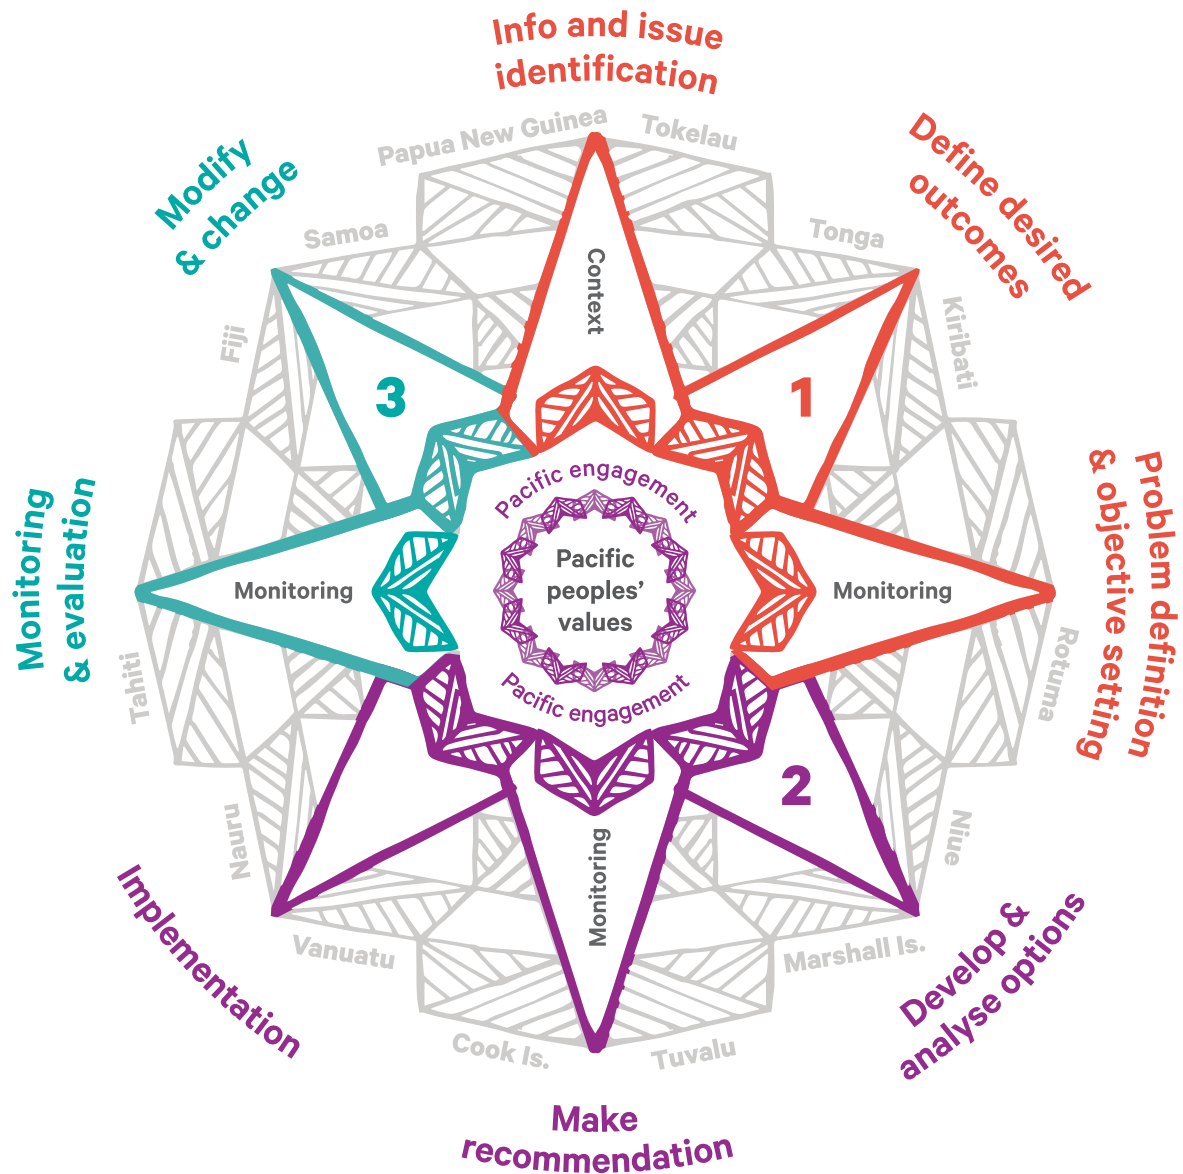 Info and issue
identification
Define desired
outcomes
Problem definition
& objective setting
Develop &
analyse options
Make
recommendation
Implementation
Monitoring
& evaluation
Modify
& change
Papua New Guinea
Tokelau
Tonga
Kiribati
Rotuma
Niue
Marshall Is.
Tuvalu
Cook Is.
Vanuatu
Nauru
Tahiti
Fiji
Samoa
Context
1
Monitoring
2
Monitoring
Monitoring
3
Pacific engagement
Pacific
peoples’
values
Pacific engagement